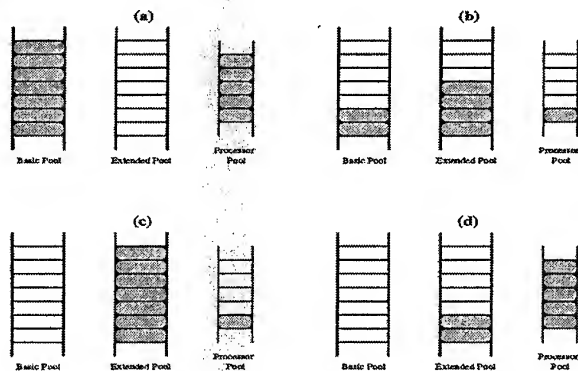 (a)
Basic Pool
Extended Pool
Processor
Pool
(b)
Basic Pool
Extended Pool
Processor
Pool
(c)
Basic Pool
Extended Pool
Processor
Pool
(d)
Basic Pool
Extended Pool
Processor
Pool